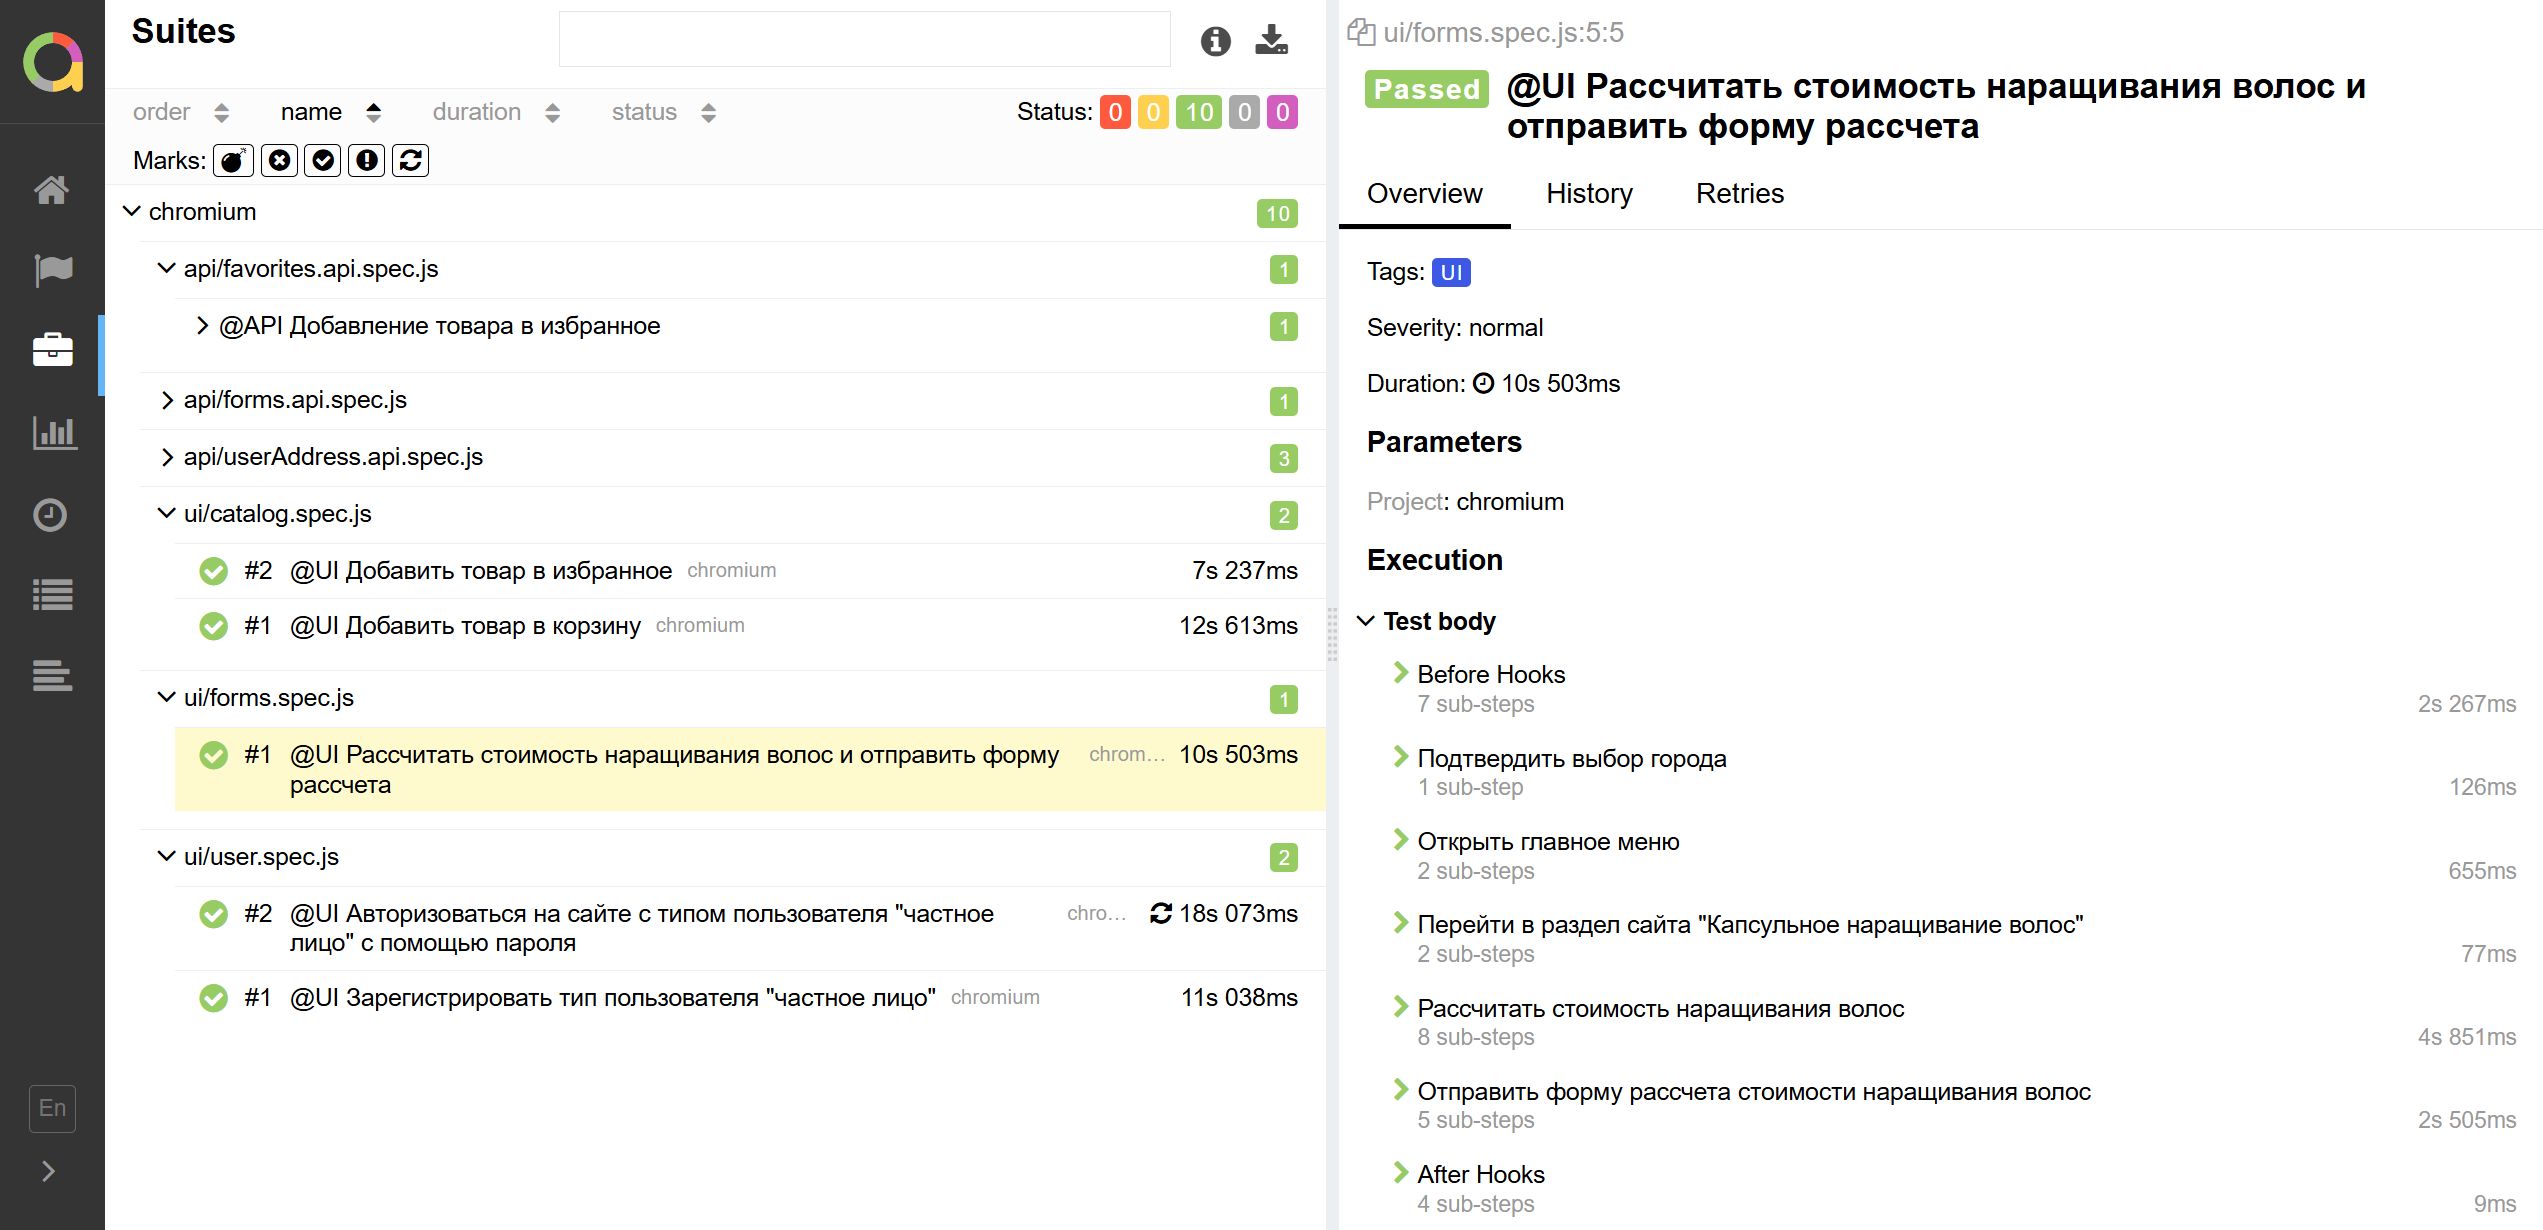 Suites
order
name
duration
status
Status: 0 0 10 0 0
Marks:
chromium 10
api/favorites.api.spec.js 1
@API Добавление товара в избранное 1
api/forms.api.spec.js 1
api/userAddress.api.spec.js 3
ui/catalog.spec.js 2
#2 @UI Добавить товар в избранное chromium 7s 237ms
#1 @UI Добавить товар в корзину chromium 12s 613ms
ui/forms.spec.js 1
#1 @UI Рассчитать стоимость наращивания волос и отправить форму chrom… 10s 503ms
рассчета
ui/user.spec.js 2
#2 @UI Авторизоваться на сайте с типом пользователя "частное chro… 18s 073ms
лицо" с помощью пароля
#1 @UI Зарегистрировать тип пользователя "частное лицо" chromium 11s 038ms
En
ui/forms.spec.js:5:5
Passed @UI Рассчитать стоимость наращивания волос и
отправить форму рассчета
Overview
History
Retries
Tags: UI
Severity: normal
Duration: 10s 503ms
Parameters
Project: chromium
Execution
Test body
Before Hooks
7 sub-steps 2s 267ms
Подтвердить выбор города
1 sub-step 126ms
Открыть главное меню
2 sub-steps 655ms
Перейти в раздел сайта "Капсульное наращивание волос"
2 sub-steps 77ms
Рассчитать стоимость наращивания волос
8 sub-steps 4s 851ms
Отправить форму рассчета стоимости наращивания волос
5 sub-steps 2s 505ms
After Hooks
4 sub-steps 9ms